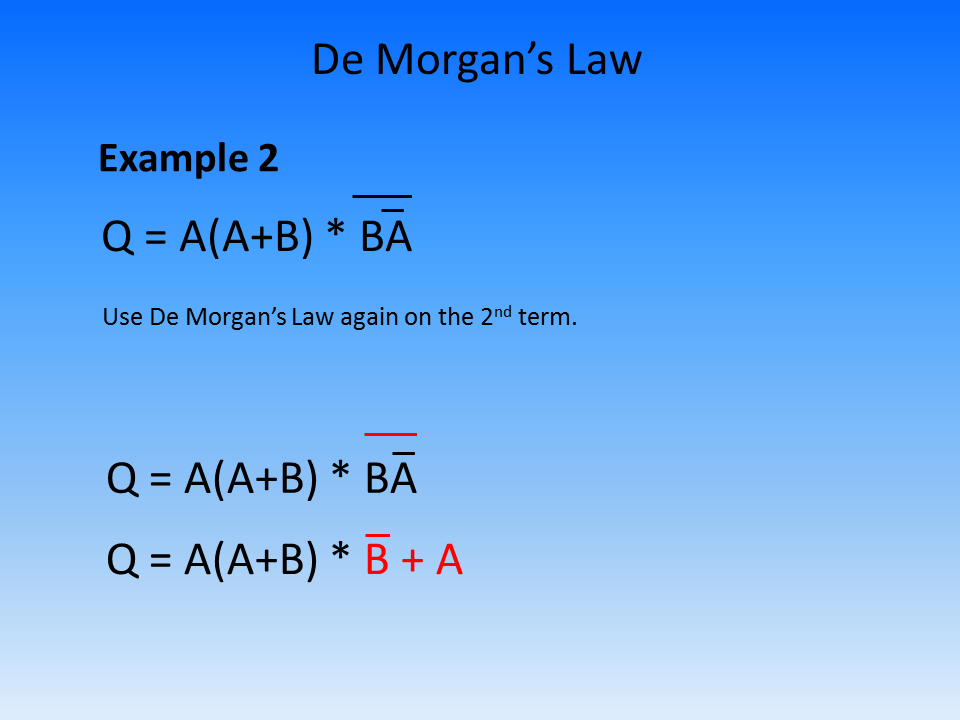 De Morgan’s Law
Example 2
Q = A(A+B) * \overline{B\overline{A}}
Use De Morgan’s Law again on the 2nd term.
Q = A(A+B) * \overline{B\overline{A}}
Q = A(A+B) * \overline{B} + A